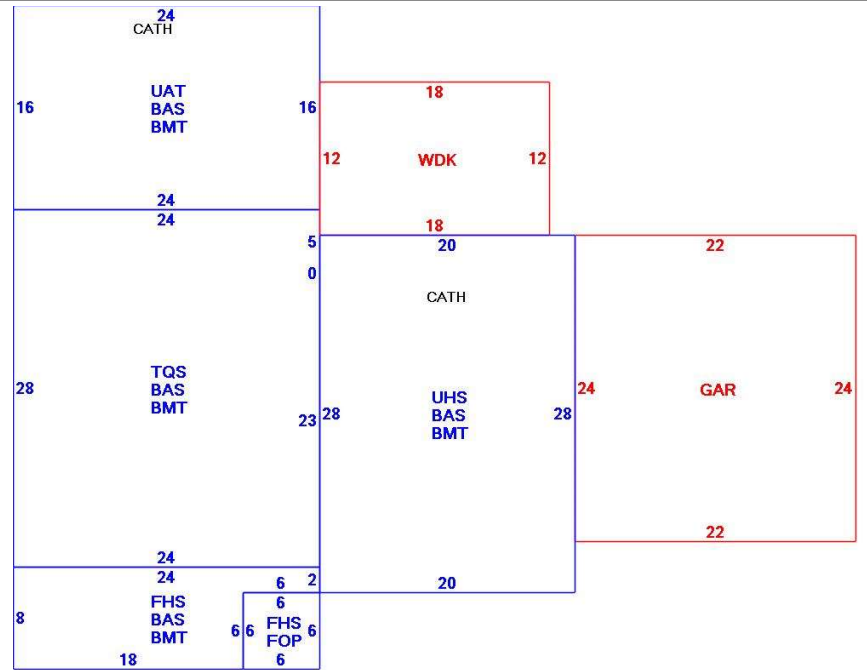 24
CATH
UAT
BAS
BMT
16
16
24
18
12
WDK
12
18
24
5
0
TQS
BAS
BMT
28
23
24
20
CATH
28
UHS
BAS
BMT
28
20
22
24
GAR
24
22
24
6
2
FHS
BAS
BMT
8
6
18
6
6
FHS
FOP
6
6